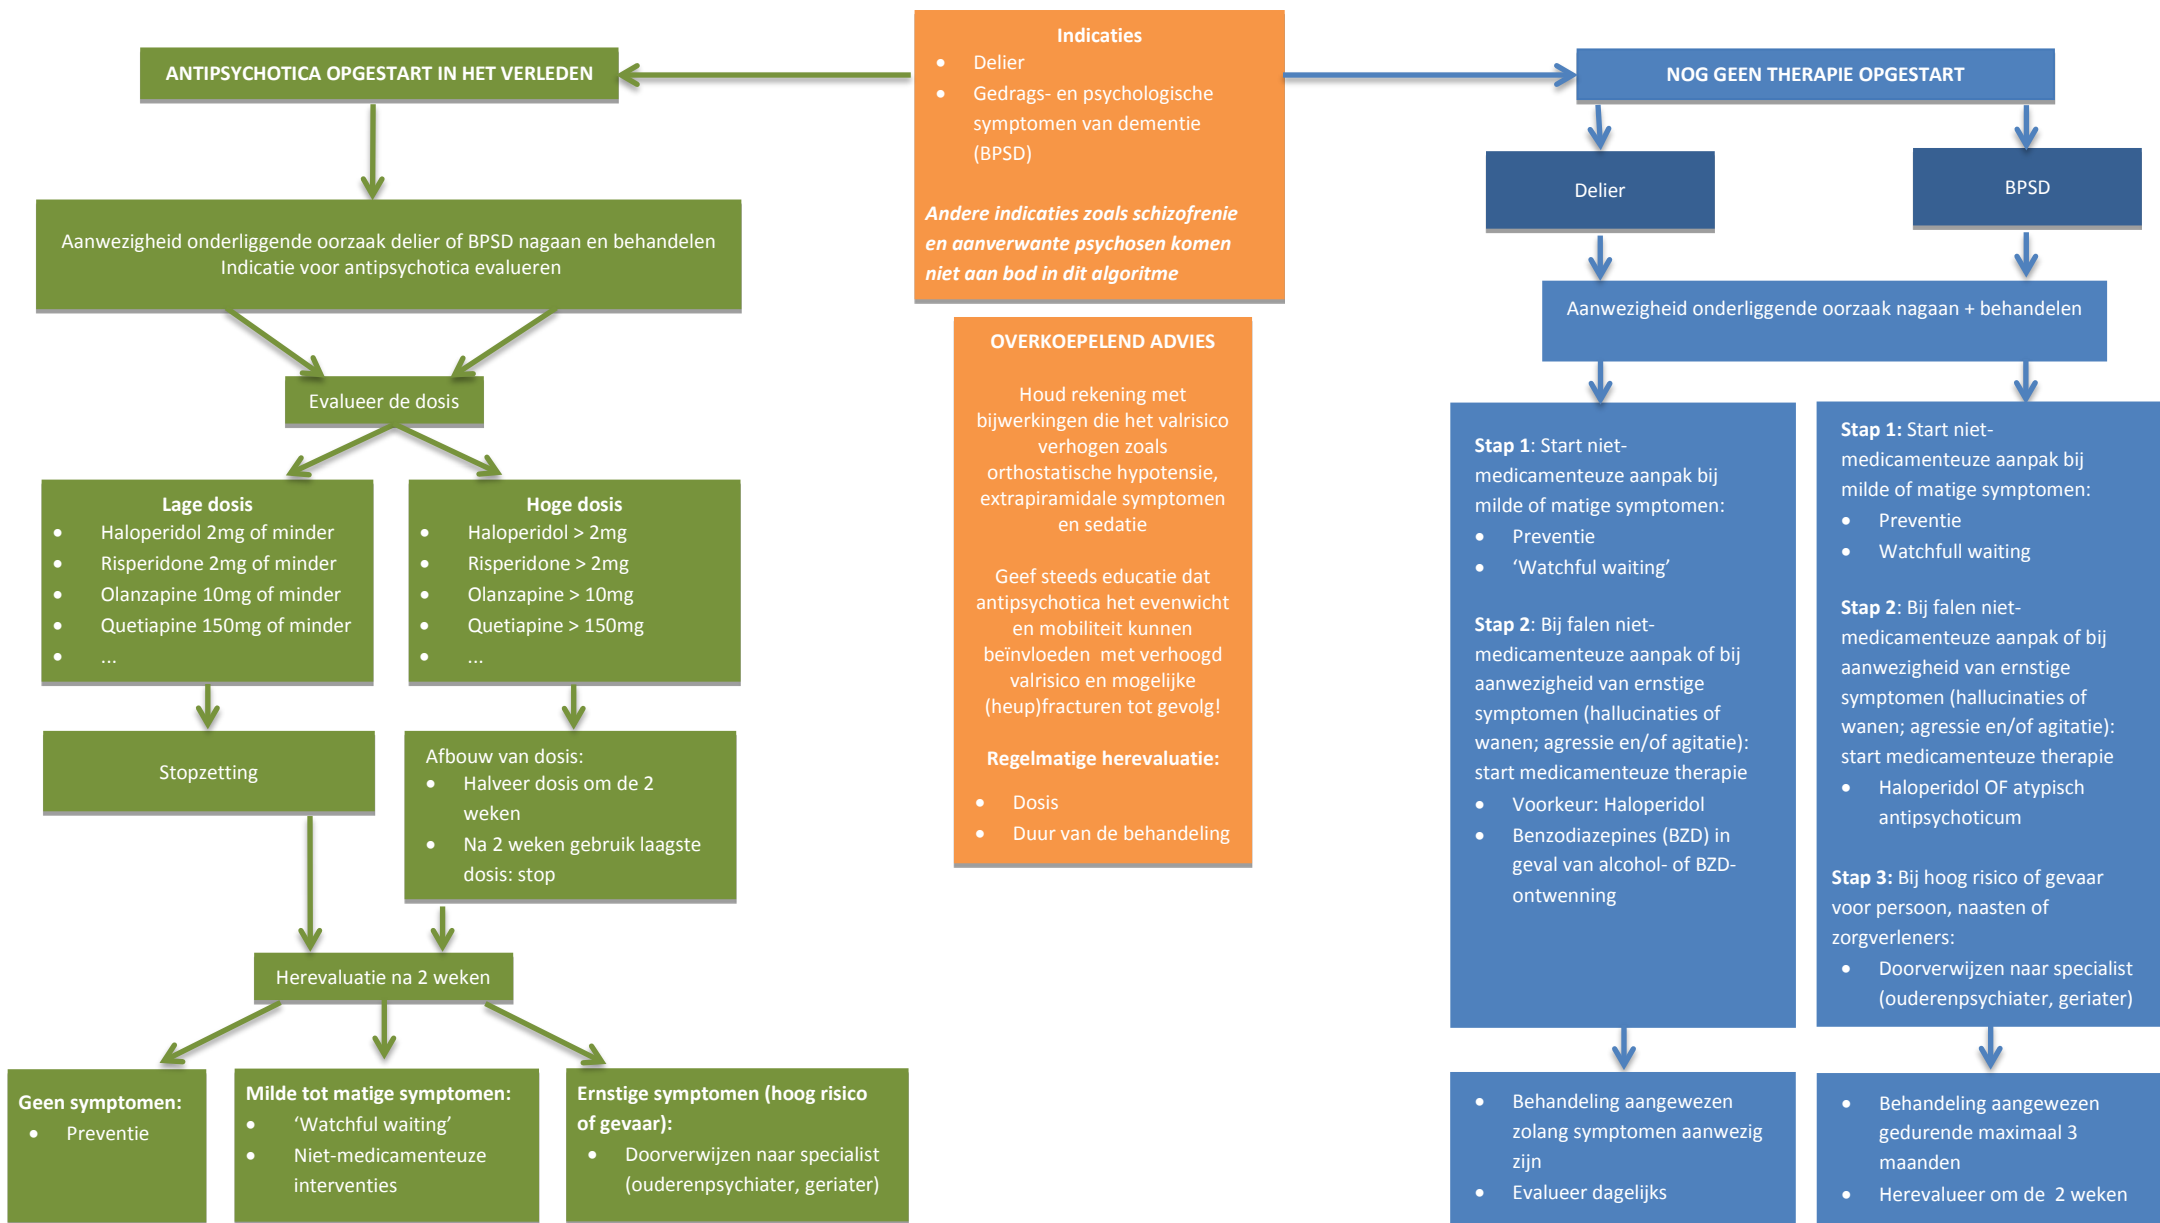 Indicaties
• Delier
• Gedrags- en psychologische
symptomen van dementie
(BPSD)
Andere indicaties zoals schizofrenie
en aanverwante psychosen komen
niet aan bod in dit algoritme
ANTIPSYCHOTICA OPGESTART IN HET VERLEDEN
Aanwezigheid onderliggende oorzaak delier of BPSD nagaan en behandelen
Indicatie voor antipsychotica evalueren
Evalueer de dosis
Lage dosis
• Haloperidol 2mg of minder
• Risperidone 2mg of minder
• Olanzapine 10mg of minder
• Quetiapine 150mg of minder
• ...
Hoge dosis
• Haloperidol > 2mg
• Risperidone > 2mg
• Olanzapine > 10mg
• Quetiapine > 150mg
• ...
Stopzetting
Afbouw van dosis:
• Halveer dosis om de 2
weken
• Na 2 weken gebruik laagste
dosis: stop
Herevaluatie na 2 weken
Geen symptomen:
• Preventie
Milde tot matige symptomen:
• ‘Watchful waiting’
• Niet-medicamenteuze
interventies
Ernstige symptomen (hoog risico
of gevaar):
• Doorverwijzen naar specialist
(ouderenpsychiater, geriater)
OVERKOEPELEND ADVIES
Houd rekening met
bijwerkingen die het valrisico
verhogen zoals
orthostatische hypotensie,
extrapiramidale symptomen
en sedatie
Geef steeds educatie dat
antipsychotica het evenwicht
en mobiliteit kunnen
beïnvloeden  met verhoogd
valrisico en mogelijke
(heup)fracturen tot gevolg!
Regelmatige herevaluatie:
• Dosis
• Duur van de behandeling
NOG GEEN THERAPIE OPGESTART
Delier
BPSD
Aanwezigheid onderliggende oorzaak nagaan + behandelen
Stap 1: Start niet-
medicamenteuze aanpak bij
milde of matige symptomen:
• Preventie
• ‘Watchful waiting’
Stap 2: Bij falen niet-
medicamenteuze aanpak of bij
aanwezigheid van ernstige
symptomen (hallucinaties of
wanen; agressie en/of agitatie):
start medicamenteuze therapie
• Voorkeur: Haloperidol
• Benzodiazepines (BZD) in
geval van alcohol- of BZD-
ontwenning
• Behandeling aangewezen
zolang symptomen aanwezig
zijn
• Evalueer dagelijks
Stap 1: Start niet-
medicamenteuze aanpak bij
milde of matige symptomen:
• Preventie
• Watchfull waiting
Stap 2: Bij falen niet-
medicamenteuze aanpak of bij
aanwezigheid van ernstige
symptomen (hallucinaties of
wanen; agressie en/of agitatie):
start medicamenteuze therapie
• Haloperidol OF atypisch
antipsychoticum
Stap 3: Bij hoog risico of gevaar
voor persoon, naasten of
zorgverleners:
• Doorverwijzen naar specialist
(ouderenpsychiater, geriater)
• Behandeling aangewezen
gedurende maximaal 3
maanden
• Herevalueer om de  2 weken